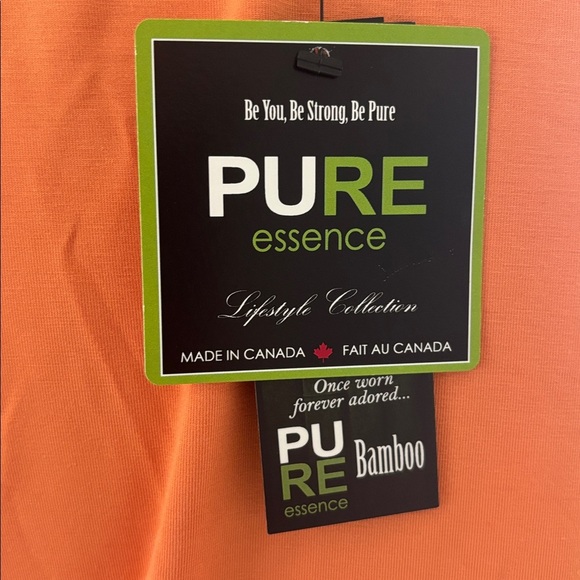 Be You, Be Strong, Be Pure
PURE
essence
Lifestyle Collection
MADE IN CANADA FAIT AU CANADA
Once worn
forever adored...
PU
RE
essence
Bamboo